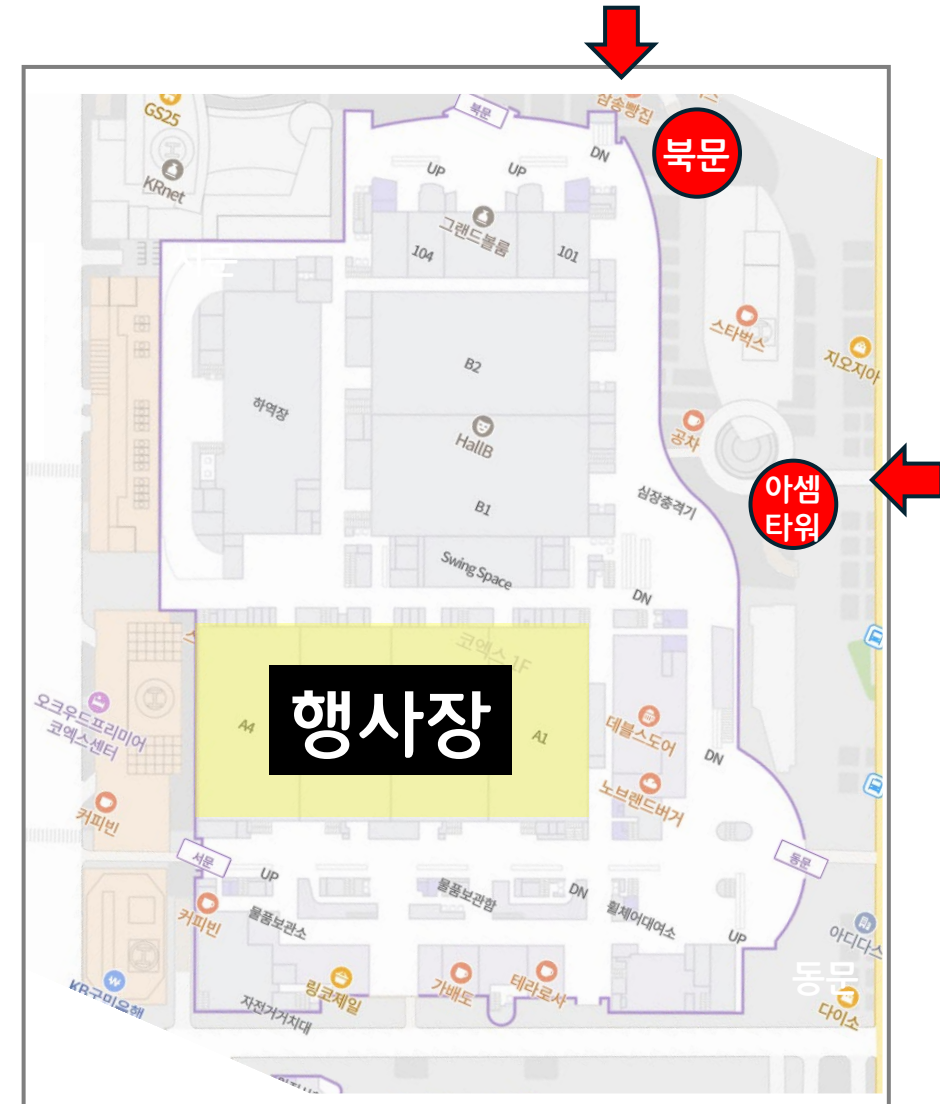 삼송빵집
GS25
북문
북문
DN
KRnet
UP
UP
그랜드볼룸
104
101
스타벅스
지오지아
B2
하역장
공차
HallB
아셈
타워
심장충격기
B1
Swing Space
DN
코엑스 1F
행사장
A4
A1
오크우드프리미어
코엑스센터
데블스도어
DN
노브랜드버거
커피빈
서문
동문
UP
물품보관함
DN
커피빈
물품보관소
휠체어대여소
UP
아디다스
동문
KB구미은행
링코제일
가배도
테라로사
다이소
자전거거치대